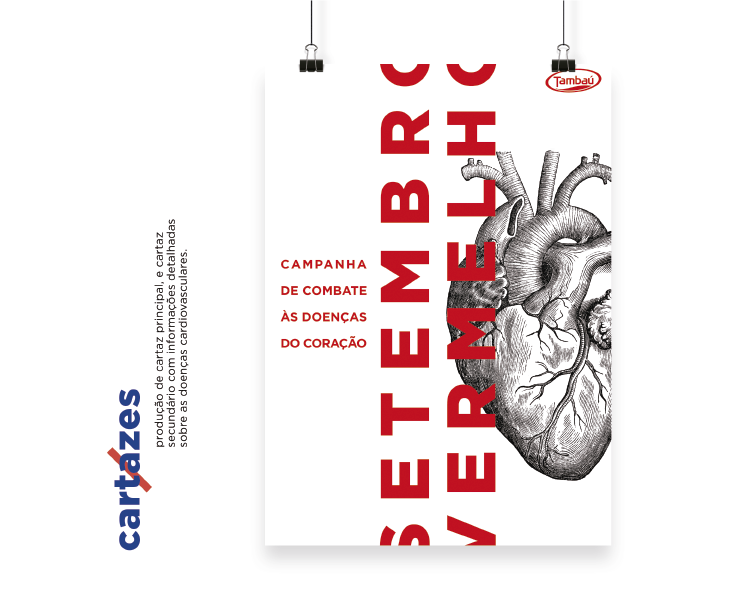 cartazes
produção de cartaz principal, e cartaz
secundário com informações detalhadas
sobre as doenças cardiovasculares.
Tambaú
CAMPANHA
DE COMBATE
ÀS DOENÇAS
DO CORAÇÃO
SETEMBRO
VERMELHO